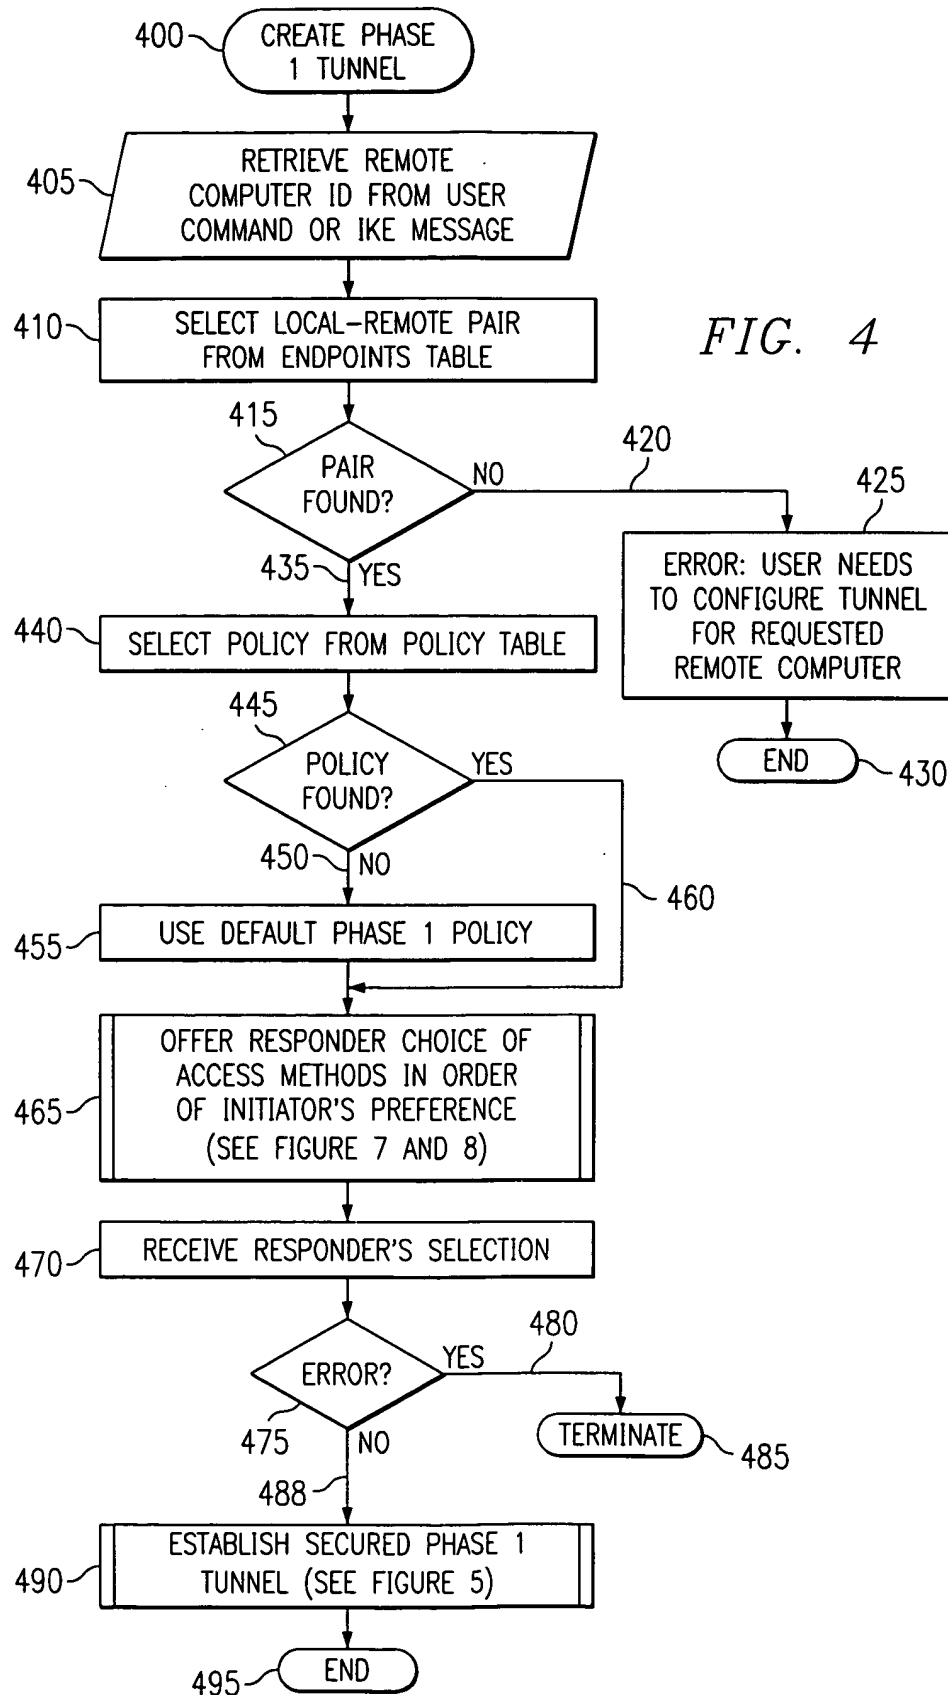 400
CREATE PHASE
1 TUNNEL
405
RETRIEVE REMOTE
COMPUTER ID FROM USER
COMMAND OR IKE MESSAGE
410
SELECT LOCAL-REMOTE PAIR
FROM ENDPOINTS TABLE
FIG. 4
415
PAIR
FOUND?
NO
420
425
ERROR: USER NEEDS
TO CONFIGURE TUNNEL
FOR REQUESTED
REMOTE COMPUTER
END
430
435
YES
440
SELECT POLICY FROM POLICY TABLE
445
POLICY
FOUND?
YES
460
450
NO
455
USE DEFAULT PHASE 1 POLICY
465
OFFER RESPONDER CHOICE OF
ACCESS METHODS IN ORDER
OF INITIATOR'S PREFERENCE
(SEE FIGURE 7 AND 8)
470
RECEIVE RESPONDER'S SELECTION
ERROR?
475
YES
480
TERMINATE
485
NO
488
490
ESTABLISH SECURED PHASE 1
TUNNEL (SEE FIGURE 5)
495
END